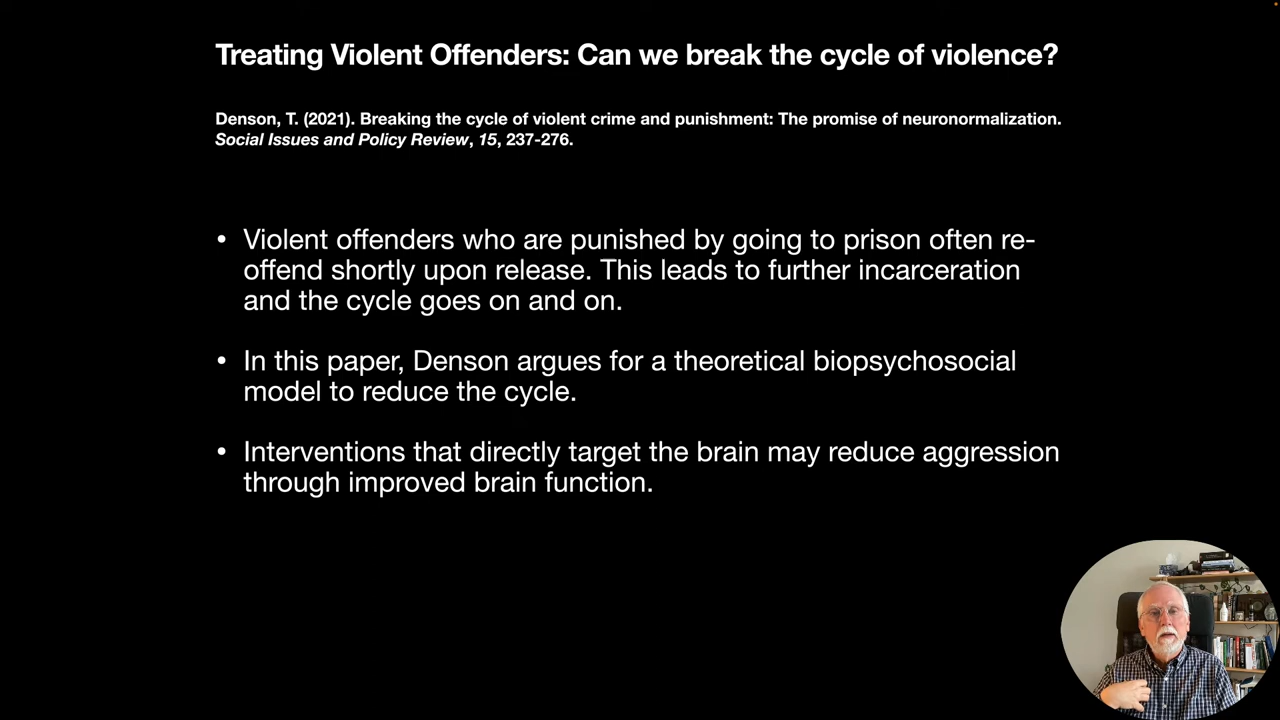 Treating Violent Offenders: Can we break the cycle of violence?
Denson, T. (2021). Breaking the cycle of violent crime and punishment: The promise of neuronormalization.
Social Issues and Policy Review, 15, 237-276.
• Violent offenders who are punished by going to prison often re-
offend shortly upon release. This leads to further incarceration
and the cycle goes on and on.
• In this paper, Denson argues for a theoretical biopsychosocial
model to reduce the cycle.
• Interventions that directly target the brain may reduce aggression
through improved brain function.